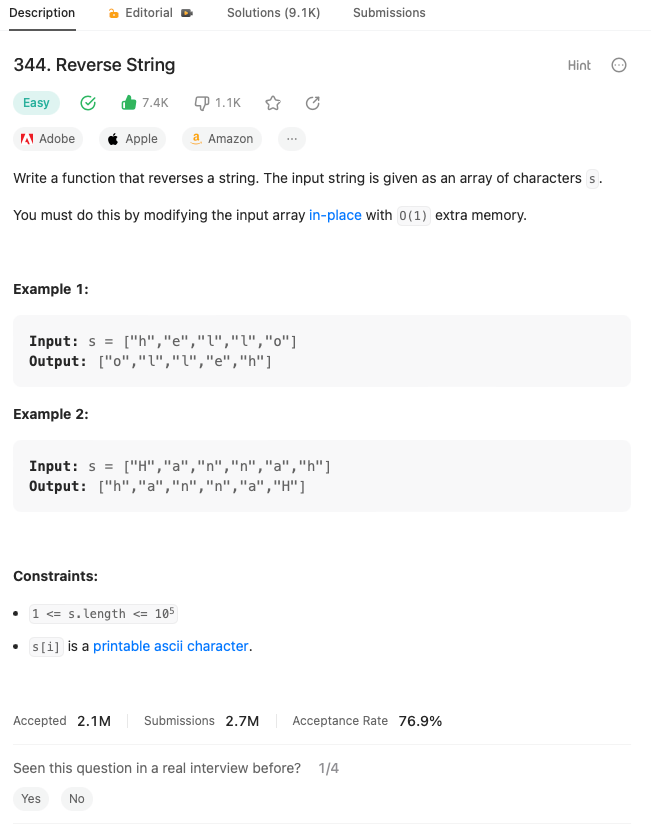 Description Editorial Solutions (9.1K) Submissions
344. Reverse String Hint
Easy 7.4K 1.1K
Adobe Apple a Amazon ...
Write a function that reverses a string. The input string is given as an array of characters s.
You must do this by modifying the input array in-place with O(1) extra memory.
Example 1:
Input: s = ["h","e","l","l","o"]
Output: ["o","l","l","e","h"]
Example 2:
Input: s = ["H","a","n","n","a","h"]
Output: ["h","a","n","n","a","H"]
Constraints:
• 1 <= s.length <= 10⁵
• s[i] is a printable ascii character.
Accepted 2.1M Submissions 2.7M Acceptance Rate 76.9%
Seen this question in a real interview before? 1/4
Yes No